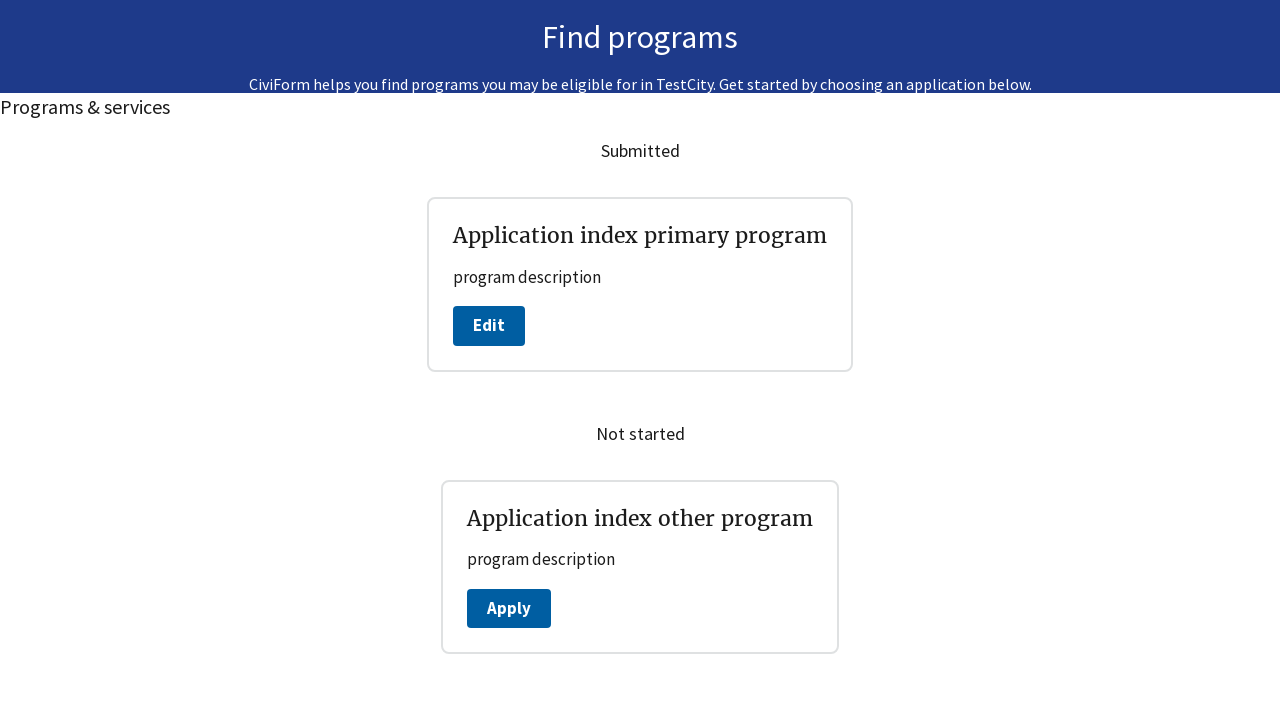 Find programs
CiviForm helps you find programs you may be eligible for in TestCity. Get started by choosing an application below.
Programs & services
Submitted
Application index primary program
program description
Edit
Not started
Application index other program
program description
Apply